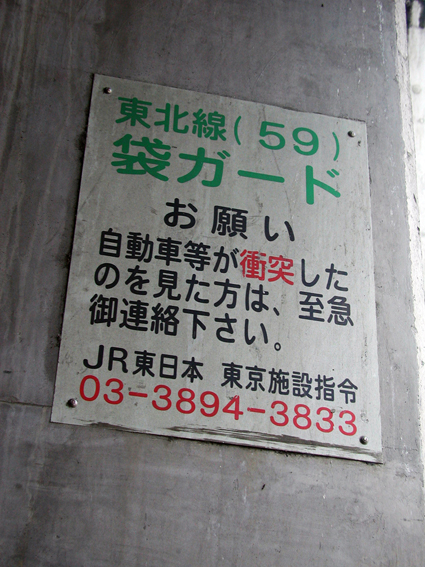 東北線(59)
袋ガード
お願い
自動車等が衝突した
のを見た方は、至急
御連絡下さい。
JR東日本 東京施設指令
03-3894-3833